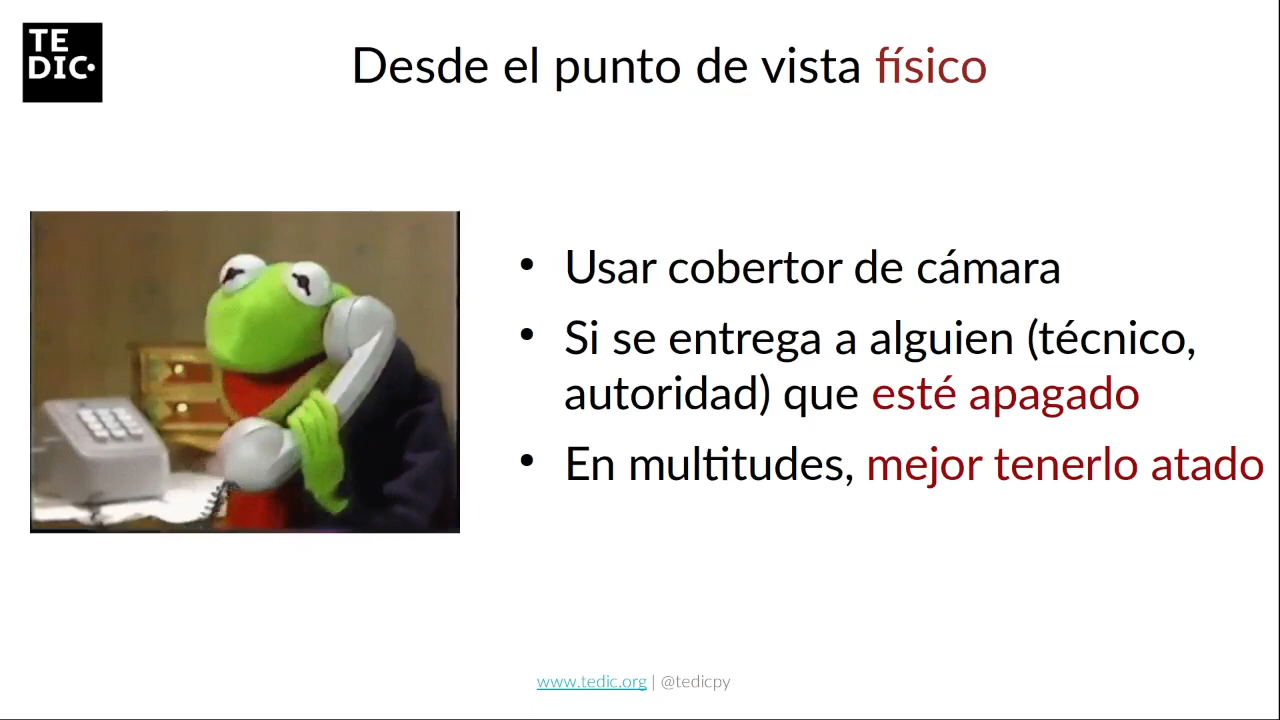 TE
DIC
Desde el punto de vista físico
• Usar cobertor de cámara
• Si se entrega a alguien (técnico,
autoridad) que esté apagado
• En multitudes, mejor tenerlo atado
www.tedic.org | @tedicpy